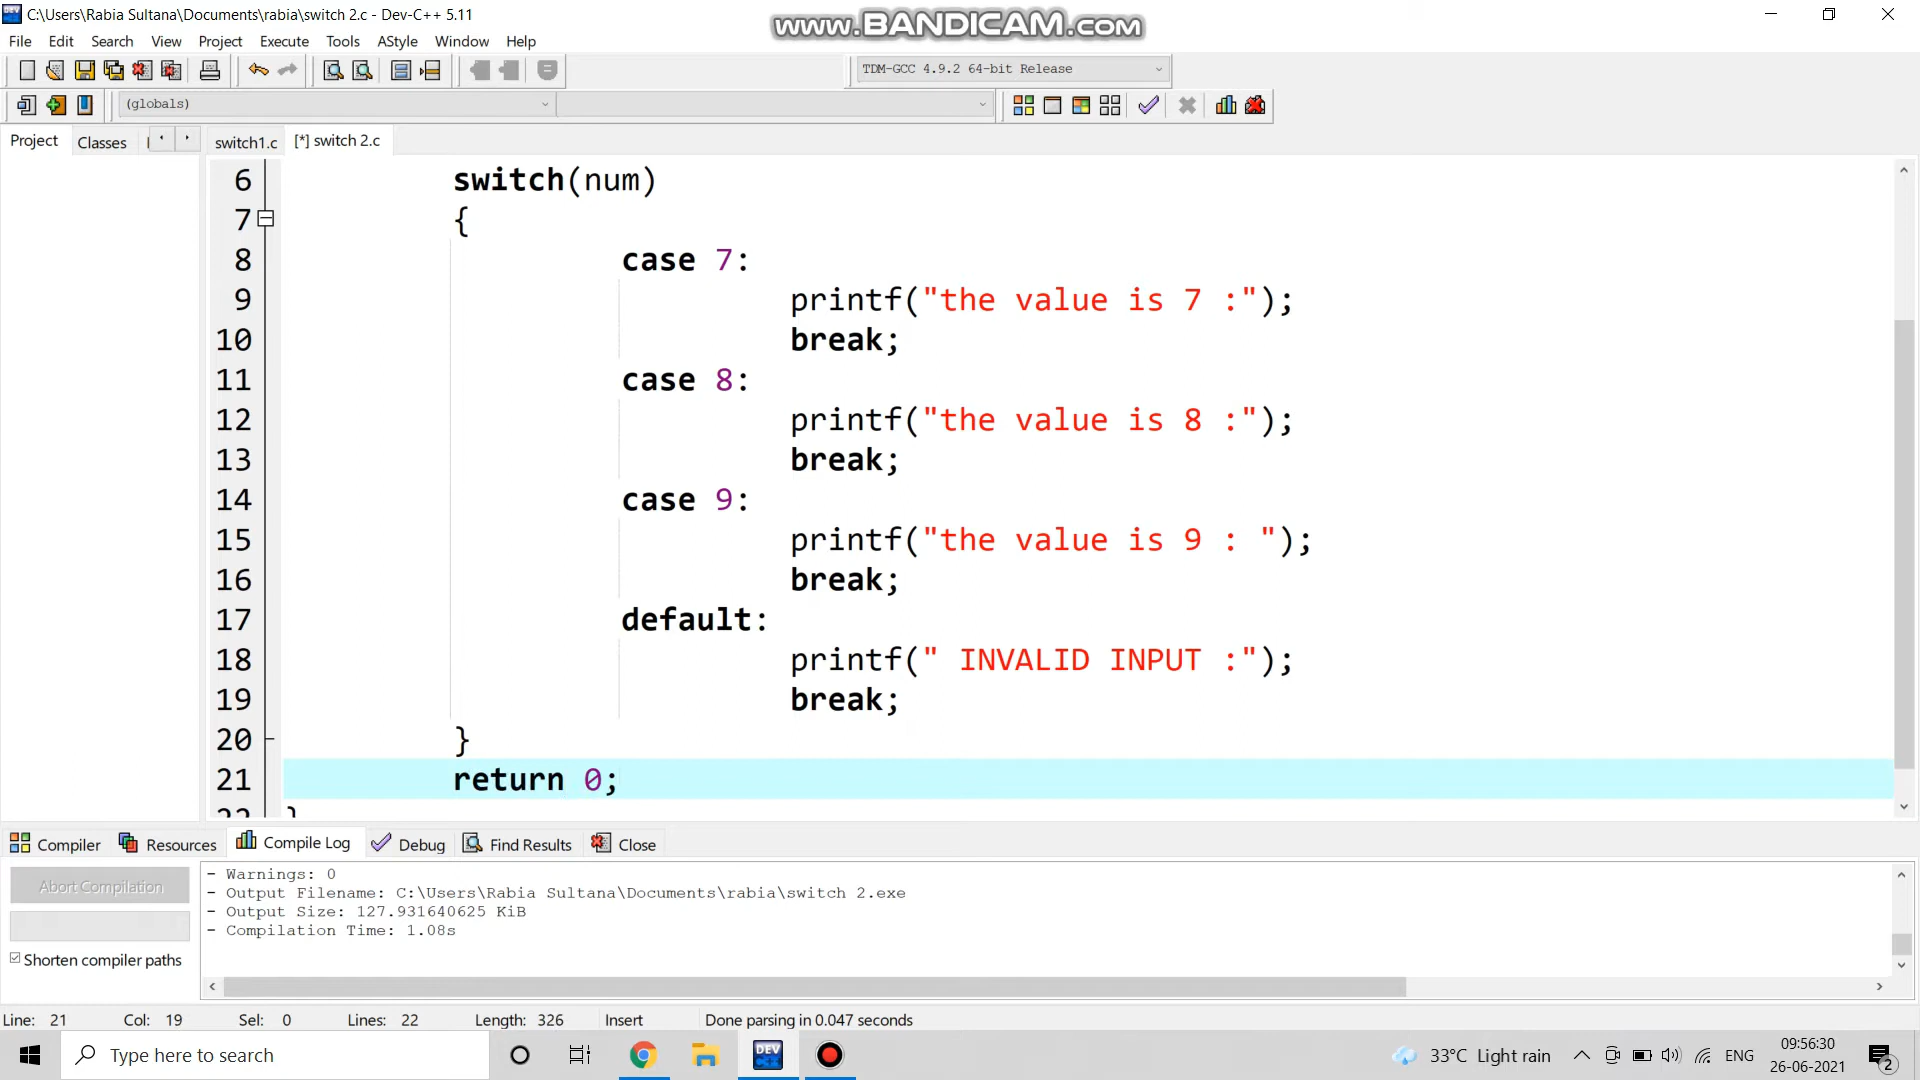 C:\Users\Rabia Sultana\Documents\rabia\switch 2.c - Dev-C++ 5.11
www.BANDICAM.com
File Edit Search View Project Execute Tools AStyle Window Help
TDM-GCC 4.9.2 64-bit Release
(globals)
Project Classes switch1.c [*] switch 2.c
6 switch(num)
7 {
8 case 7:
9 printf("the value is 7 :");
10 break;
11 case 8:
12 printf("the value is 8 :");
13 break;
14 case 9:
15 printf("the value is 9 : ");
16 break;
17 default:
18 printf(" INVALID INPUT :");
19 break;
20 }
21 return 0;
22 }
Compiler Resources Compile Log Debug Find Results Close
Abort Compilation
Shorten compiler paths
- Warnings: 0
- Output Filename: C:\Users\Rabia Sultana\Documents\rabia\switch 2.exe
- Output Size: 127.931640625 KiB
- Compilation Time: 1.08s
Line: 21 Col: 19 Sel: 0 Lines: 22 Length: 326 Insert Done parsing in 0.047 seconds
Type here to search
DEV C++
33°C Light rain
ENG
09:56:30
26-06-2021
2